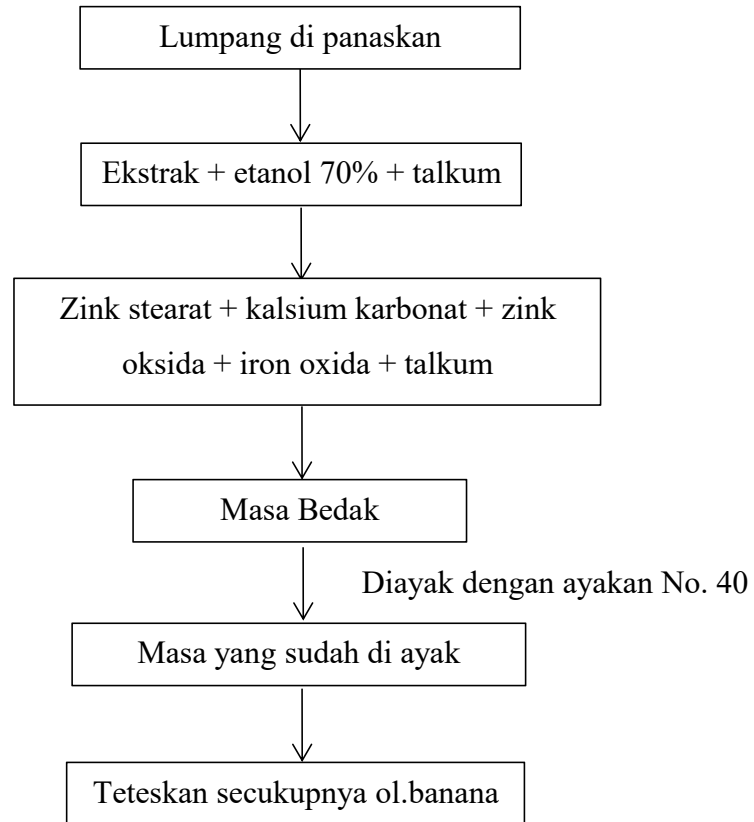 Lumpang di panaskan
Ekstrak + etanol 70% + talkum
Zink stearat + kalsium karbonat + zink
oksida + iron oxida + talkum
Masa Bedak
Diayak dengan ayakan No. 40
Masa yang sudah di ayak
Teteskan secukupnya ol.banana